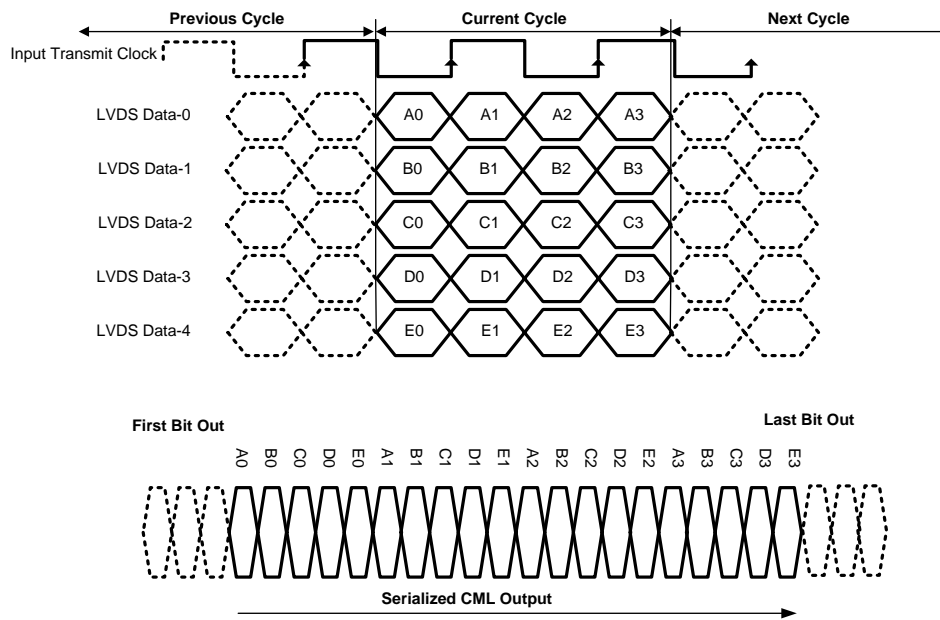 Previous Cycle Current Cycle Next Cycle
Input Transmit Clock
LVDS Data-0 A0 A1 A2 A3
LVDS Data-1 B0 B1 B2 B3
LVDS Data-2 C0 C1 C2 C3
LVDS Data-3 D0 D1 D2 D3
LVDS Data-4 E0 E1 E2 E3
First Bit Out Last Bit Out
A0 B0 C0 D0 E0 A1 B1 C1 D1 E1 A2 B2 C2 D2 E2 A3 B3 C3 D3 E3
Serialized CML Output